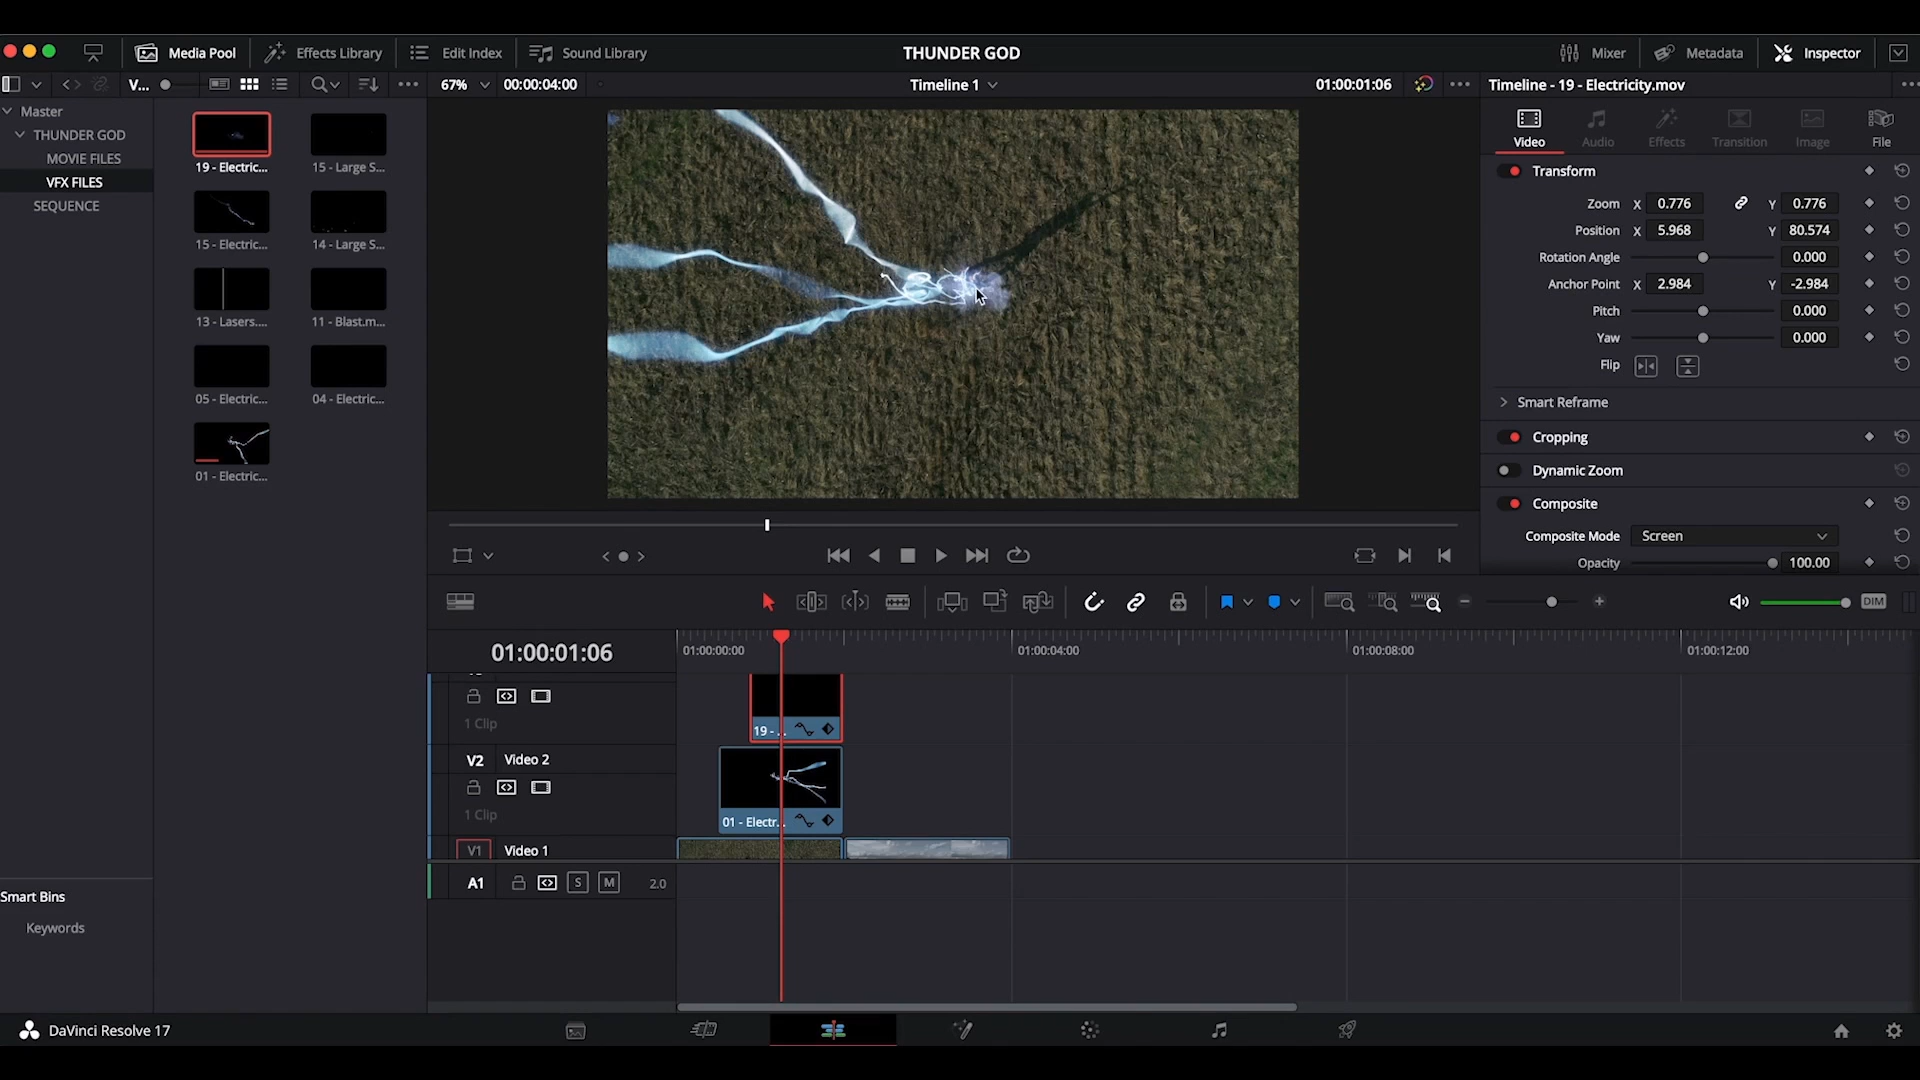 Media Pool
Effects Library
Edit Index
Sound Library
THUNDER GOD
Mixer
Metadata
Inspector
V...
67%
00:00:04:00
Timeline 1
01:00:01:06
Timeline - 19 - Electricity.mov
Master
THUNDER GOD
MOVIE FILES
VFX FILES
SEQUENCE
19 - Electric...
15 - Large S...
15 - Electric...
14 - Large S...
13 - Lasers....
11 - Blast.m...
05 - Electric...
04 - Electric...
01 - Electric...
Smart Bins
Keywords
Video
Audio
Effects
Transition
Image
File
Transform
Zoom X 0.776 Y 0.776
Position X 5.968 Y 80.574
Rotation Angle 0.000
Anchor Point X 2.984 Y -2.984
Pitch 0.000
Yaw 0.000
Flip
Smart Reframe
Cropping
Dynamic Zoom
Composite
Composite Mode Screen
Opacity 100.00
DIM
01:00:01:06
01:00:00:00
01:00:04:00
01:00:08:00
01:00:12:00
1 Clip
19 - ..
V2 Video 2
1 Clip
01 - Electr...
V1 Video 1
A1 S M 2.0
DaVinci Resolve 17